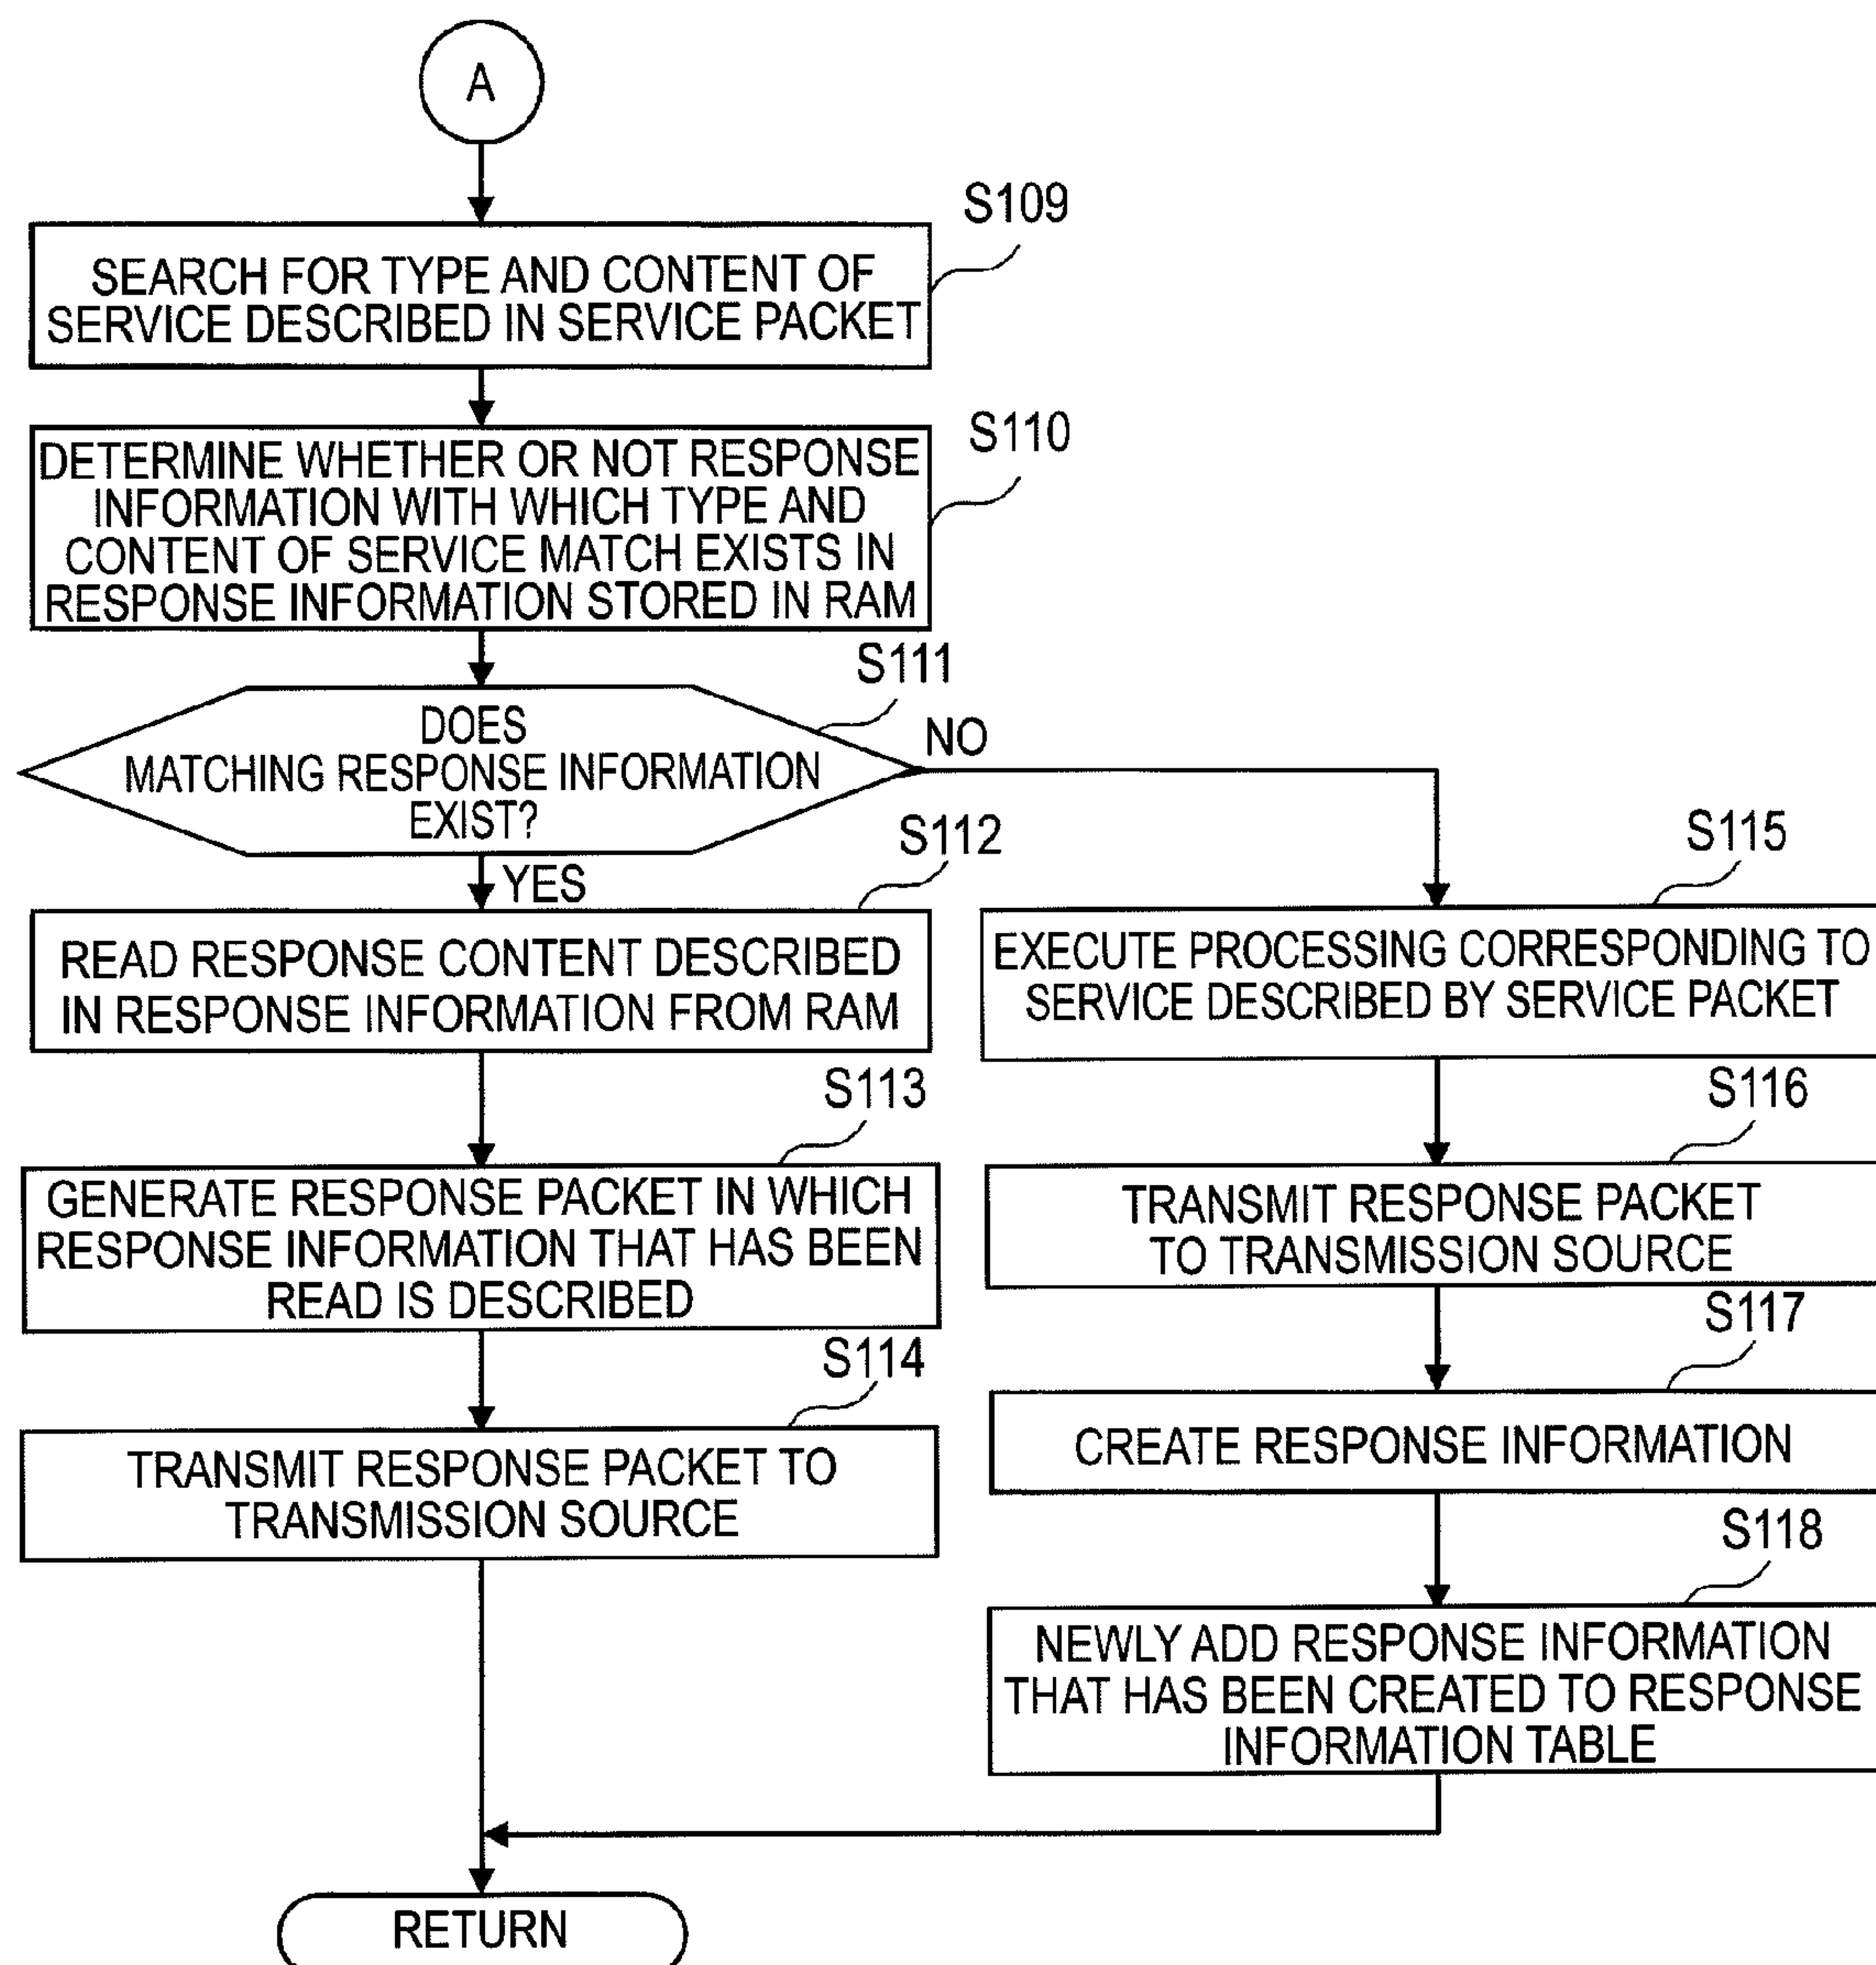 A
S109
SEARCH FOR TYPE AND CONTENT OF
SERVICE DESCRIBED IN SERVICE PACKET
S110
DETERMINE WHETHER OR NOT RESPONSE
INFORMATION WITH WHICH TYPE AND
CONTENT OF SERVICE MATCH EXISTS IN
RESPONSE INFORMATION STORED IN RAM
S111
DOES
MATCHING RESPONSE INFORMATION
EXIST?
NO
YES
S112
READ RESPONSE CONTENT DESCRIBED
IN RESPONSE INFORMATION FROM RAM
S113
GENERATE RESPONSE PACKET IN WHICH
RESPONSE INFORMATION THAT HAS BEEN
READ IS DESCRIBED
S114
TRANSMIT RESPONSE PACKET TO
TRANSMISSION SOURCE
S115
EXECUTE PROCESSING CORRESPONDING TO
SERVICE DESCRIBED BY SERVICE PACKET
S116
TRANSMIT RESPONSE PACKET
TO TRANSMISSION SOURCE
S117
CREATE RESPONSE INFORMATION
S118
NEWLY ADD RESPONSE INFORMATION
THAT HAS BEEN CREATED TO RESPONSE
INFORMATION TABLE
RETURN